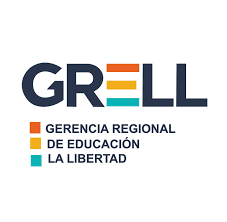 GRELL
GERENCIA REGIONAL
DE EDUCACIÓN
LA LIBERTAD